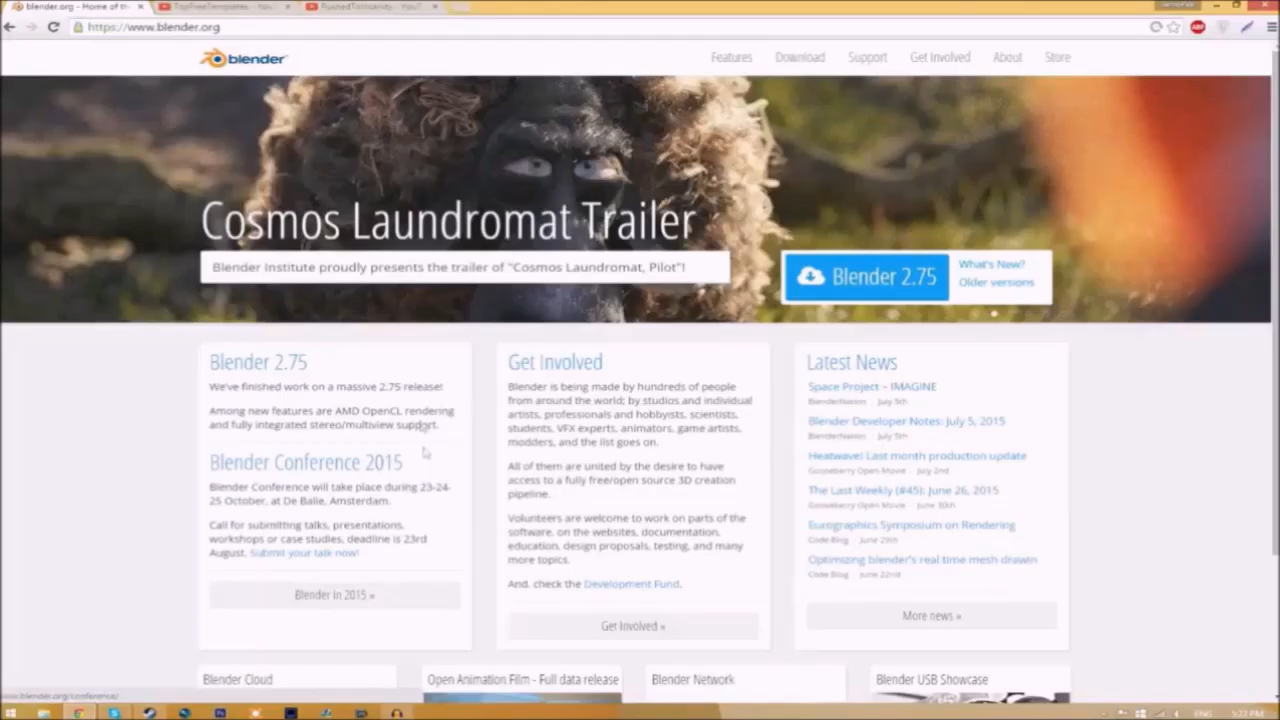 blender.org - Home of th
TopFreeTemplates - You
RushedToInsanity - YouT
https://www.blender.org
ABP
blender
Features
Download
Support
Get Involved
About
Store
Cosmos Laundromat Trailer
Blender Institute proudly presents the trailer of "Cosmos Laundromat, Pilot"!
Blender 2.75
What's New?
Older versions
Blender 2.75
We've finished work on a massive 2.75 release!
Among new features are AMD OpenCL rendering
and fully integrated stereo/multiview support.
Blender Conference 2015
Blender Conference will take place during 23-24-
25 October, at De Balie, Amsterdam.
Call for submitting talks, presentations,
workshops or case studies, deadline is 23rd
August. Submit your talk now!
Blender in 2015 »
Get Involved
Blender is being made by hundreds of people
from around the world; by studios and individual
artists, professionals and hobbyists, scientists,
students, VFX experts, animators, game artists,
modders, and the list goes on.
All of them are united by the desire to have
access to a fully free/open source 3D creation
pipeline.
Volunteers are welcome to work on parts of the
software, on the websites, documentation,
education, design proposals, testing, and many
more topics.
And, check the Development Fund.
Get Involved »
Latest News
Space Project – IMAGINE
BlenderNation July 5th
Blender Developer Notes: July 5, 2015
BlenderNation July 5th
Heatwave! Last month production update
Gooseberry Open Movie July 2nd
The Last Weekly (#45): June 26, 2015
Gooseberry Open Movie June 30th
Eurographics Symposium on Rendering
Code Blog June 29th
Optimizing blender's real time mesh drawin
Code Blog June 22nd
More news »
Blender Cloud
Open Animation Film - Full data release
Blender Network
Blender USB Showcase
www.blender.org/conference/
ENG
5:27 PM